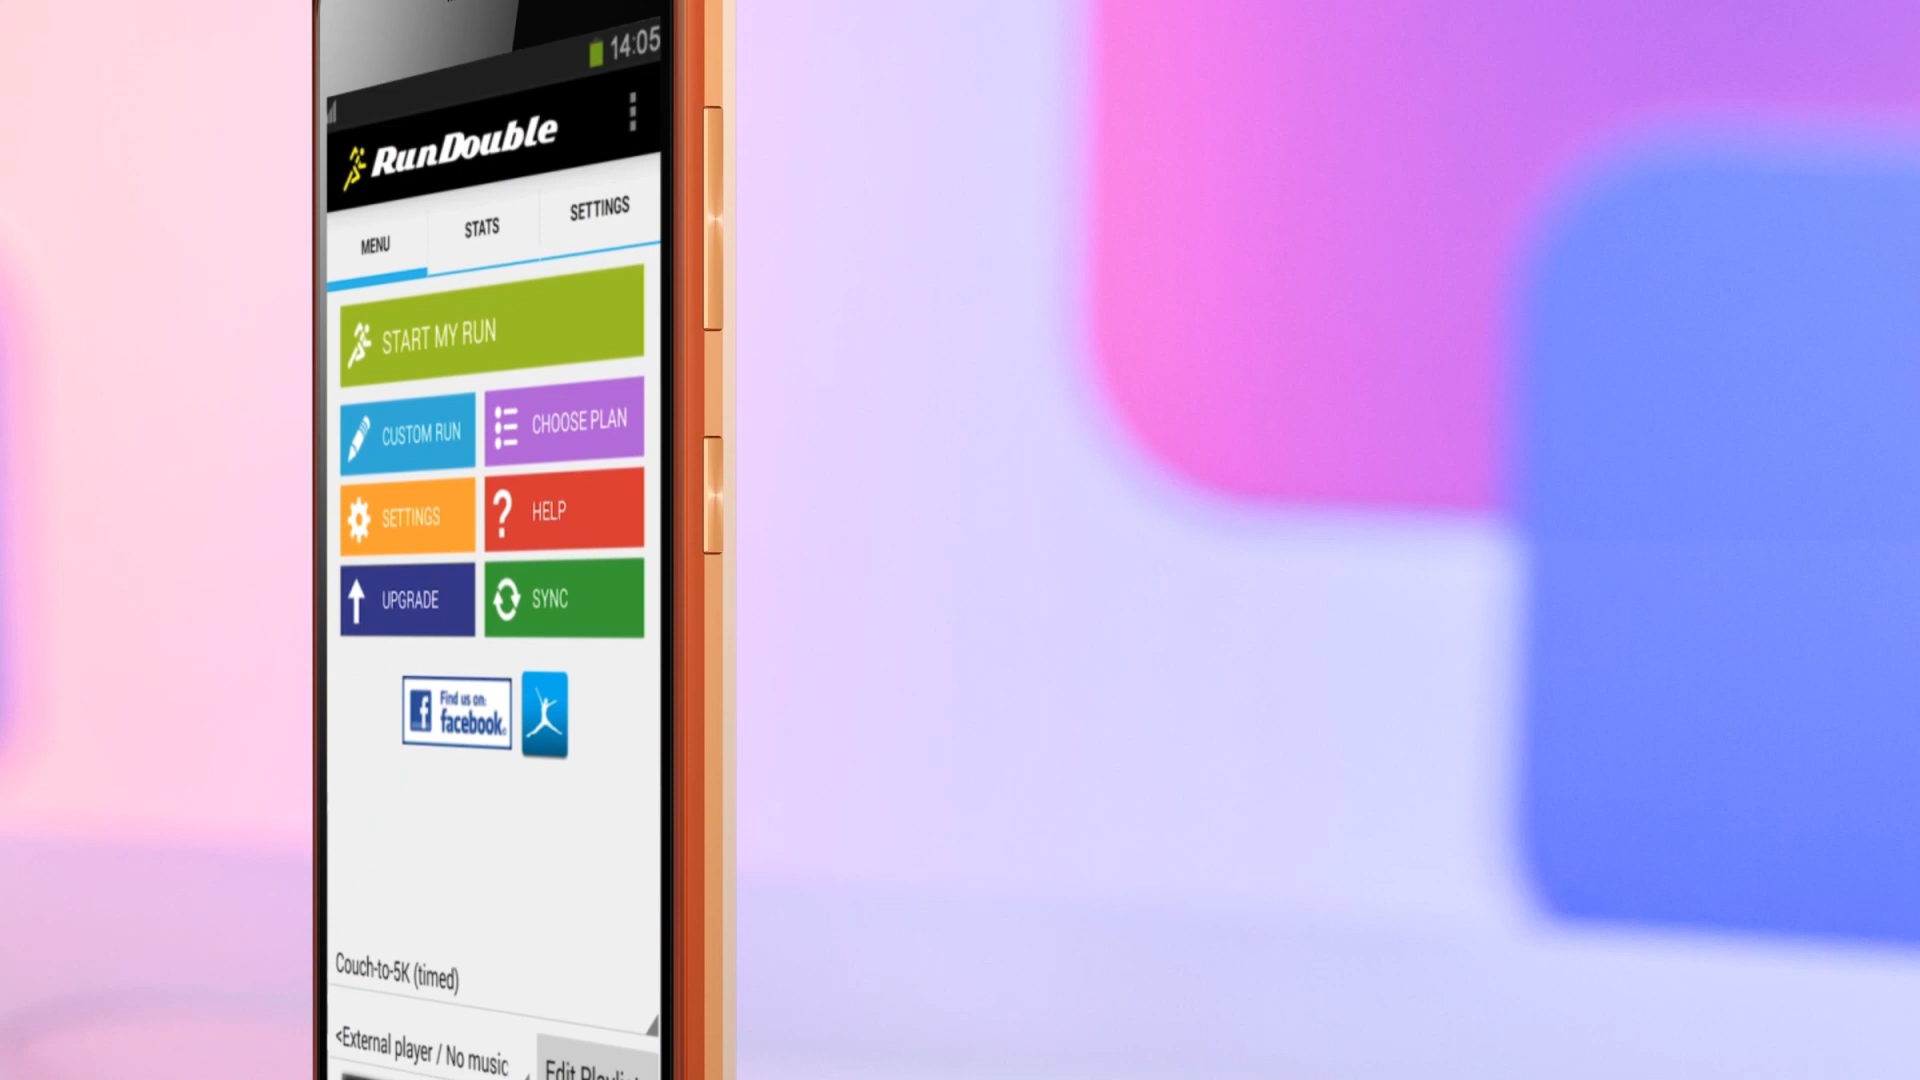 14:05
RunDouble
MENU
STATS
SETTINGS
START MY RUN
CUSTOM RUN
CHOOSE PLAN
SETTINGS
HELP
UPGRADE
SYNC
Find us on:
facebook
Couch-to-5K (timed)
<External player / No music
Edit